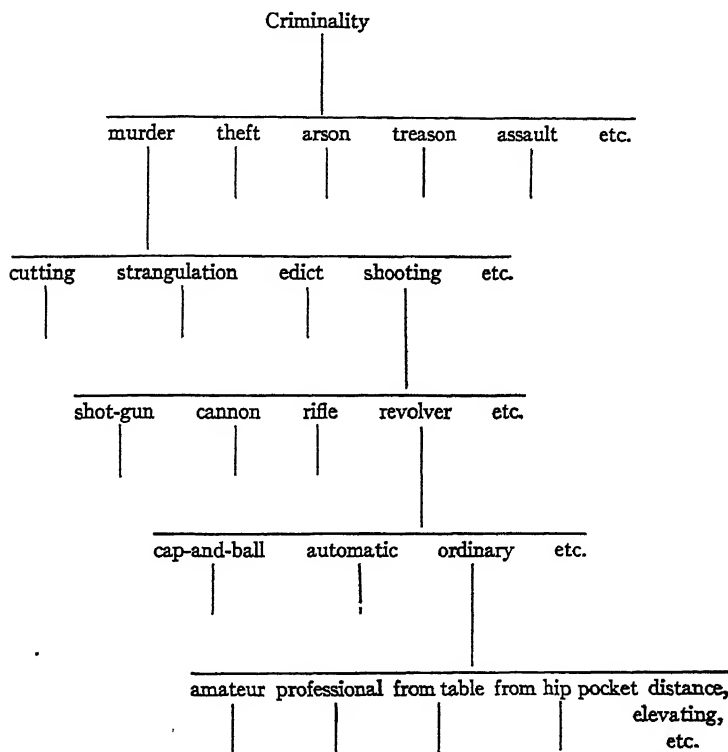 Criminality
murder theft arson treason assault etc.
cutting strangulation edict shooting etc.
shot-gun cannon rifle revolver etc.
cap-and-ball automatic ordinary etc.
amateur professional from table from hip pocket distance,
elevating,
etc.